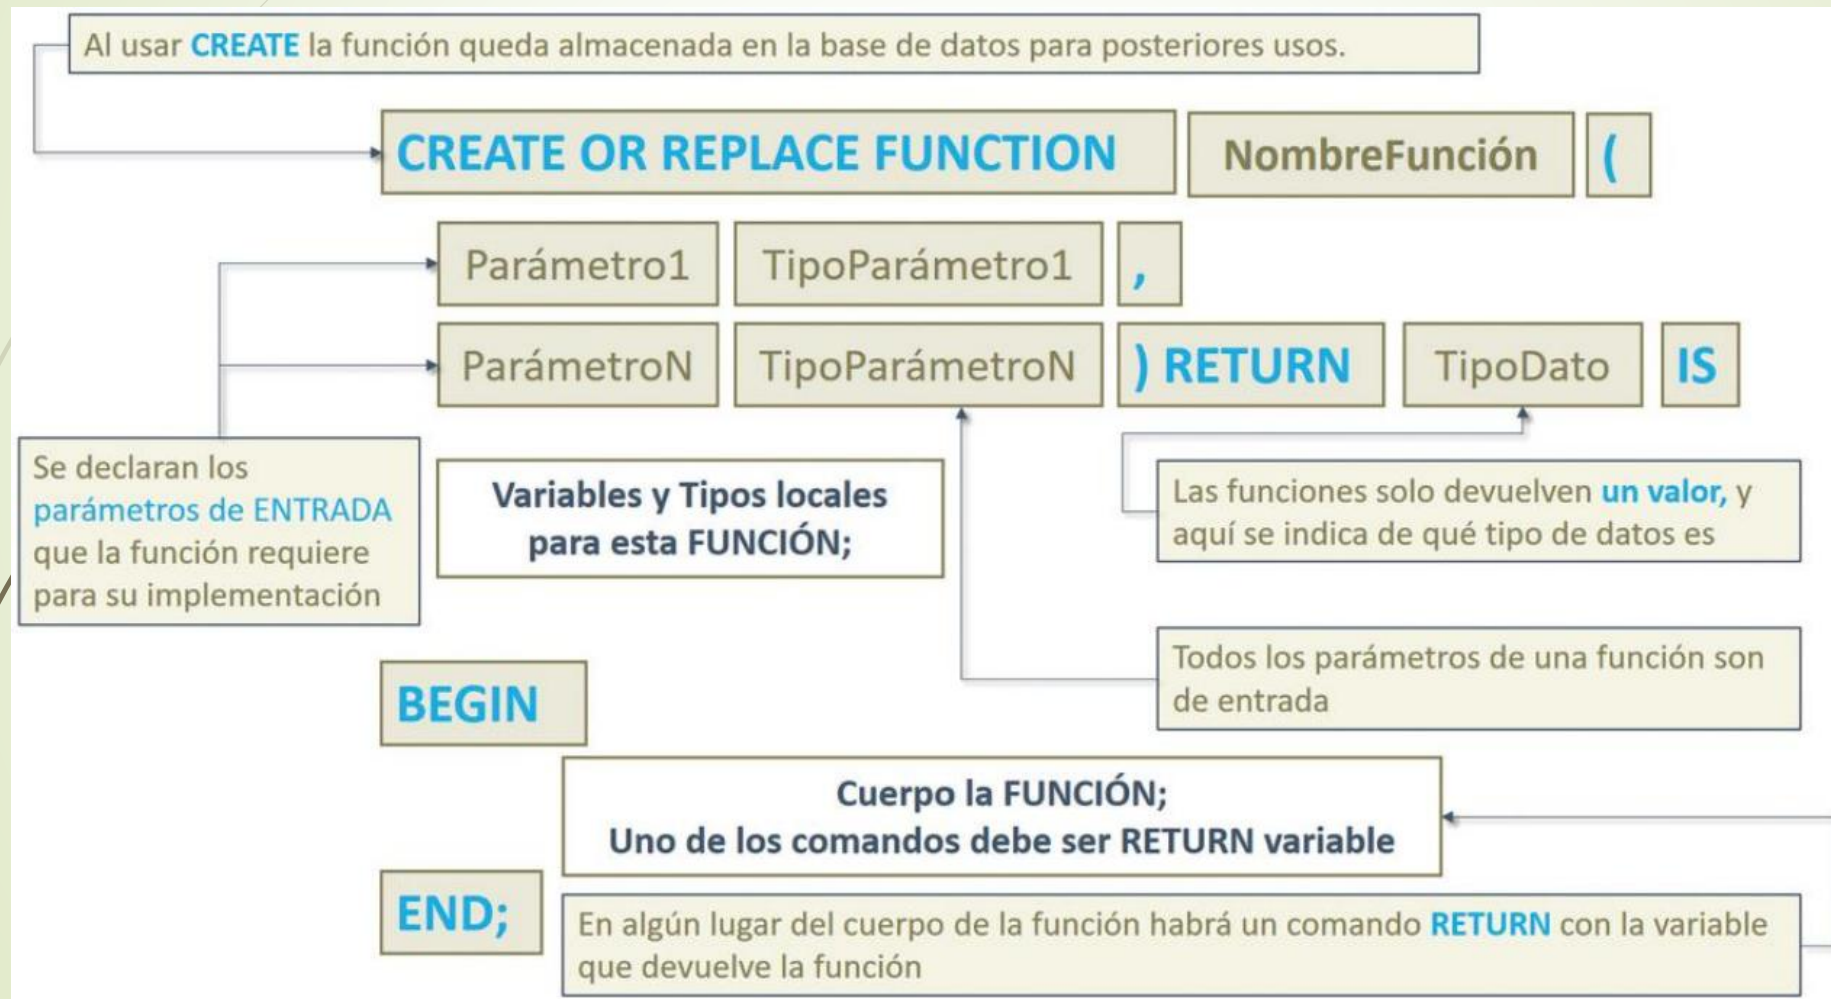 Al usar CREATE la función queda almacenada en la base de datos para posteriores usos.
CREATE OR REPLACE FUNCTION NombreFunción (
Parámetro1 TipoParámetro1 ,
ParámetroN TipoParámetroN ) RETURN TipoDato IS
Se declaran los
parámetros de ENTRADA
que la función requiere
para su implementación
Variables y Tipos locales
para esta FUNCIÓN;
Las funciones solo devuelven un valor, y
aquí se indica de qué tipo de datos es
Todos los parámetros de una función son
de entrada
BEGIN
Cuerpo la FUNCIÓN;
Uno de los comandos debe ser RETURN variable
END;
En algún lugar del cuerpo de la función habrá un comando RETURN con la variable
que devuelve la función